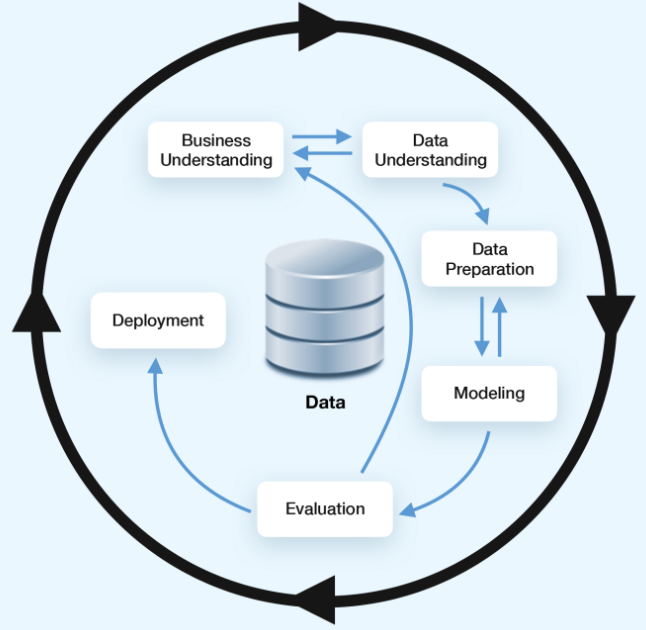 Business
Understanding
Data
Understanding
Data
Preparation
Deployment
Modeling
Data
Evaluation